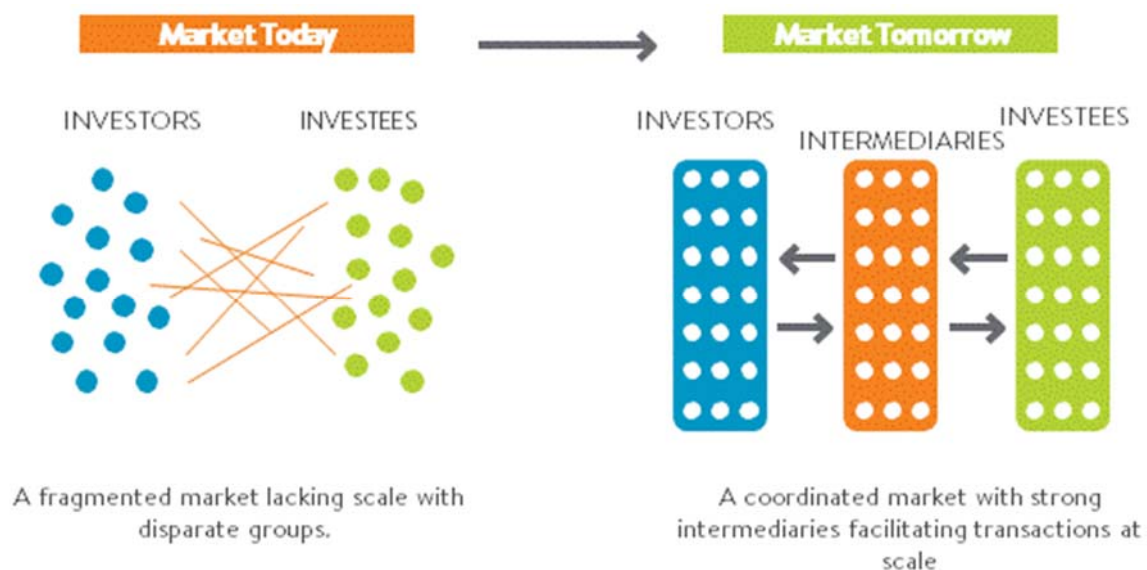 Market Today
Market Tomorrow
INVESTORS
INVESTEES
INVESTORS
INTERMEDIARIES
INVESTEES
A fragmented market lacking scale with
disparate groups.
A coordinated market with strong
intermediaries facilitating transactions at
scale